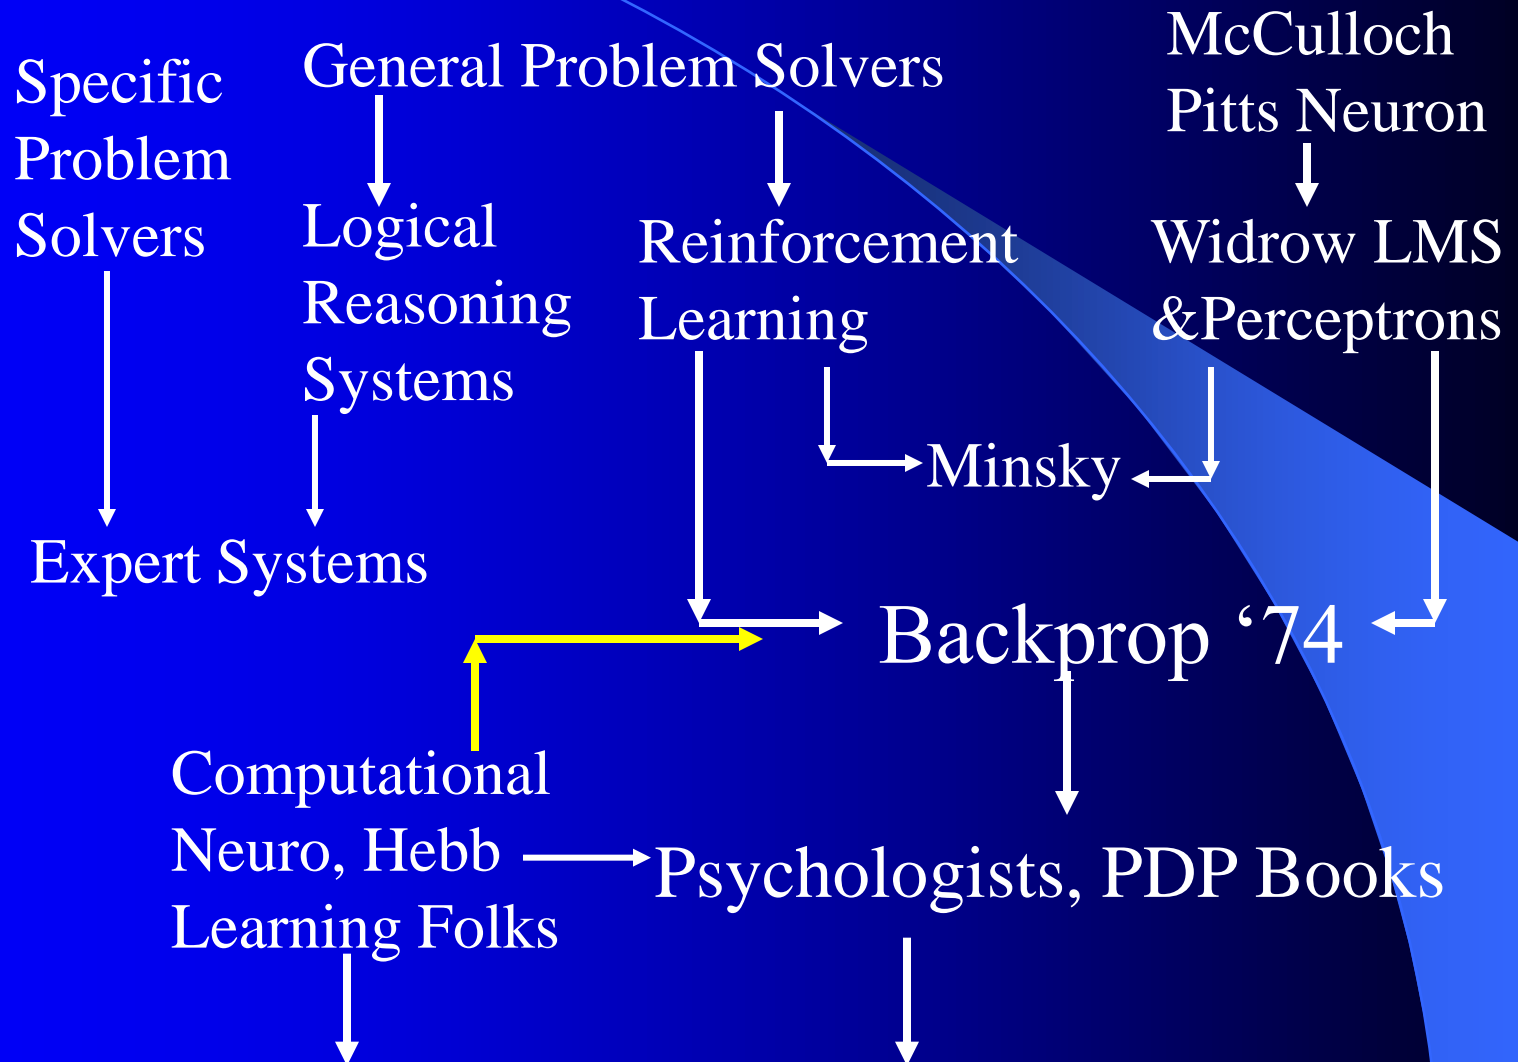 Specific
Problem
Solvers
General Problem Solvers
McCulloch
Pitts Neuron
Logical
Reasoning
Systems
Reinforcement
Learning
Widrow LMS
&Perceptrons
Minsky
Expert Systems
Backprop ‘74
Computational
Neuro, Hebb
Learning Folks
Psychologists, PDP Books